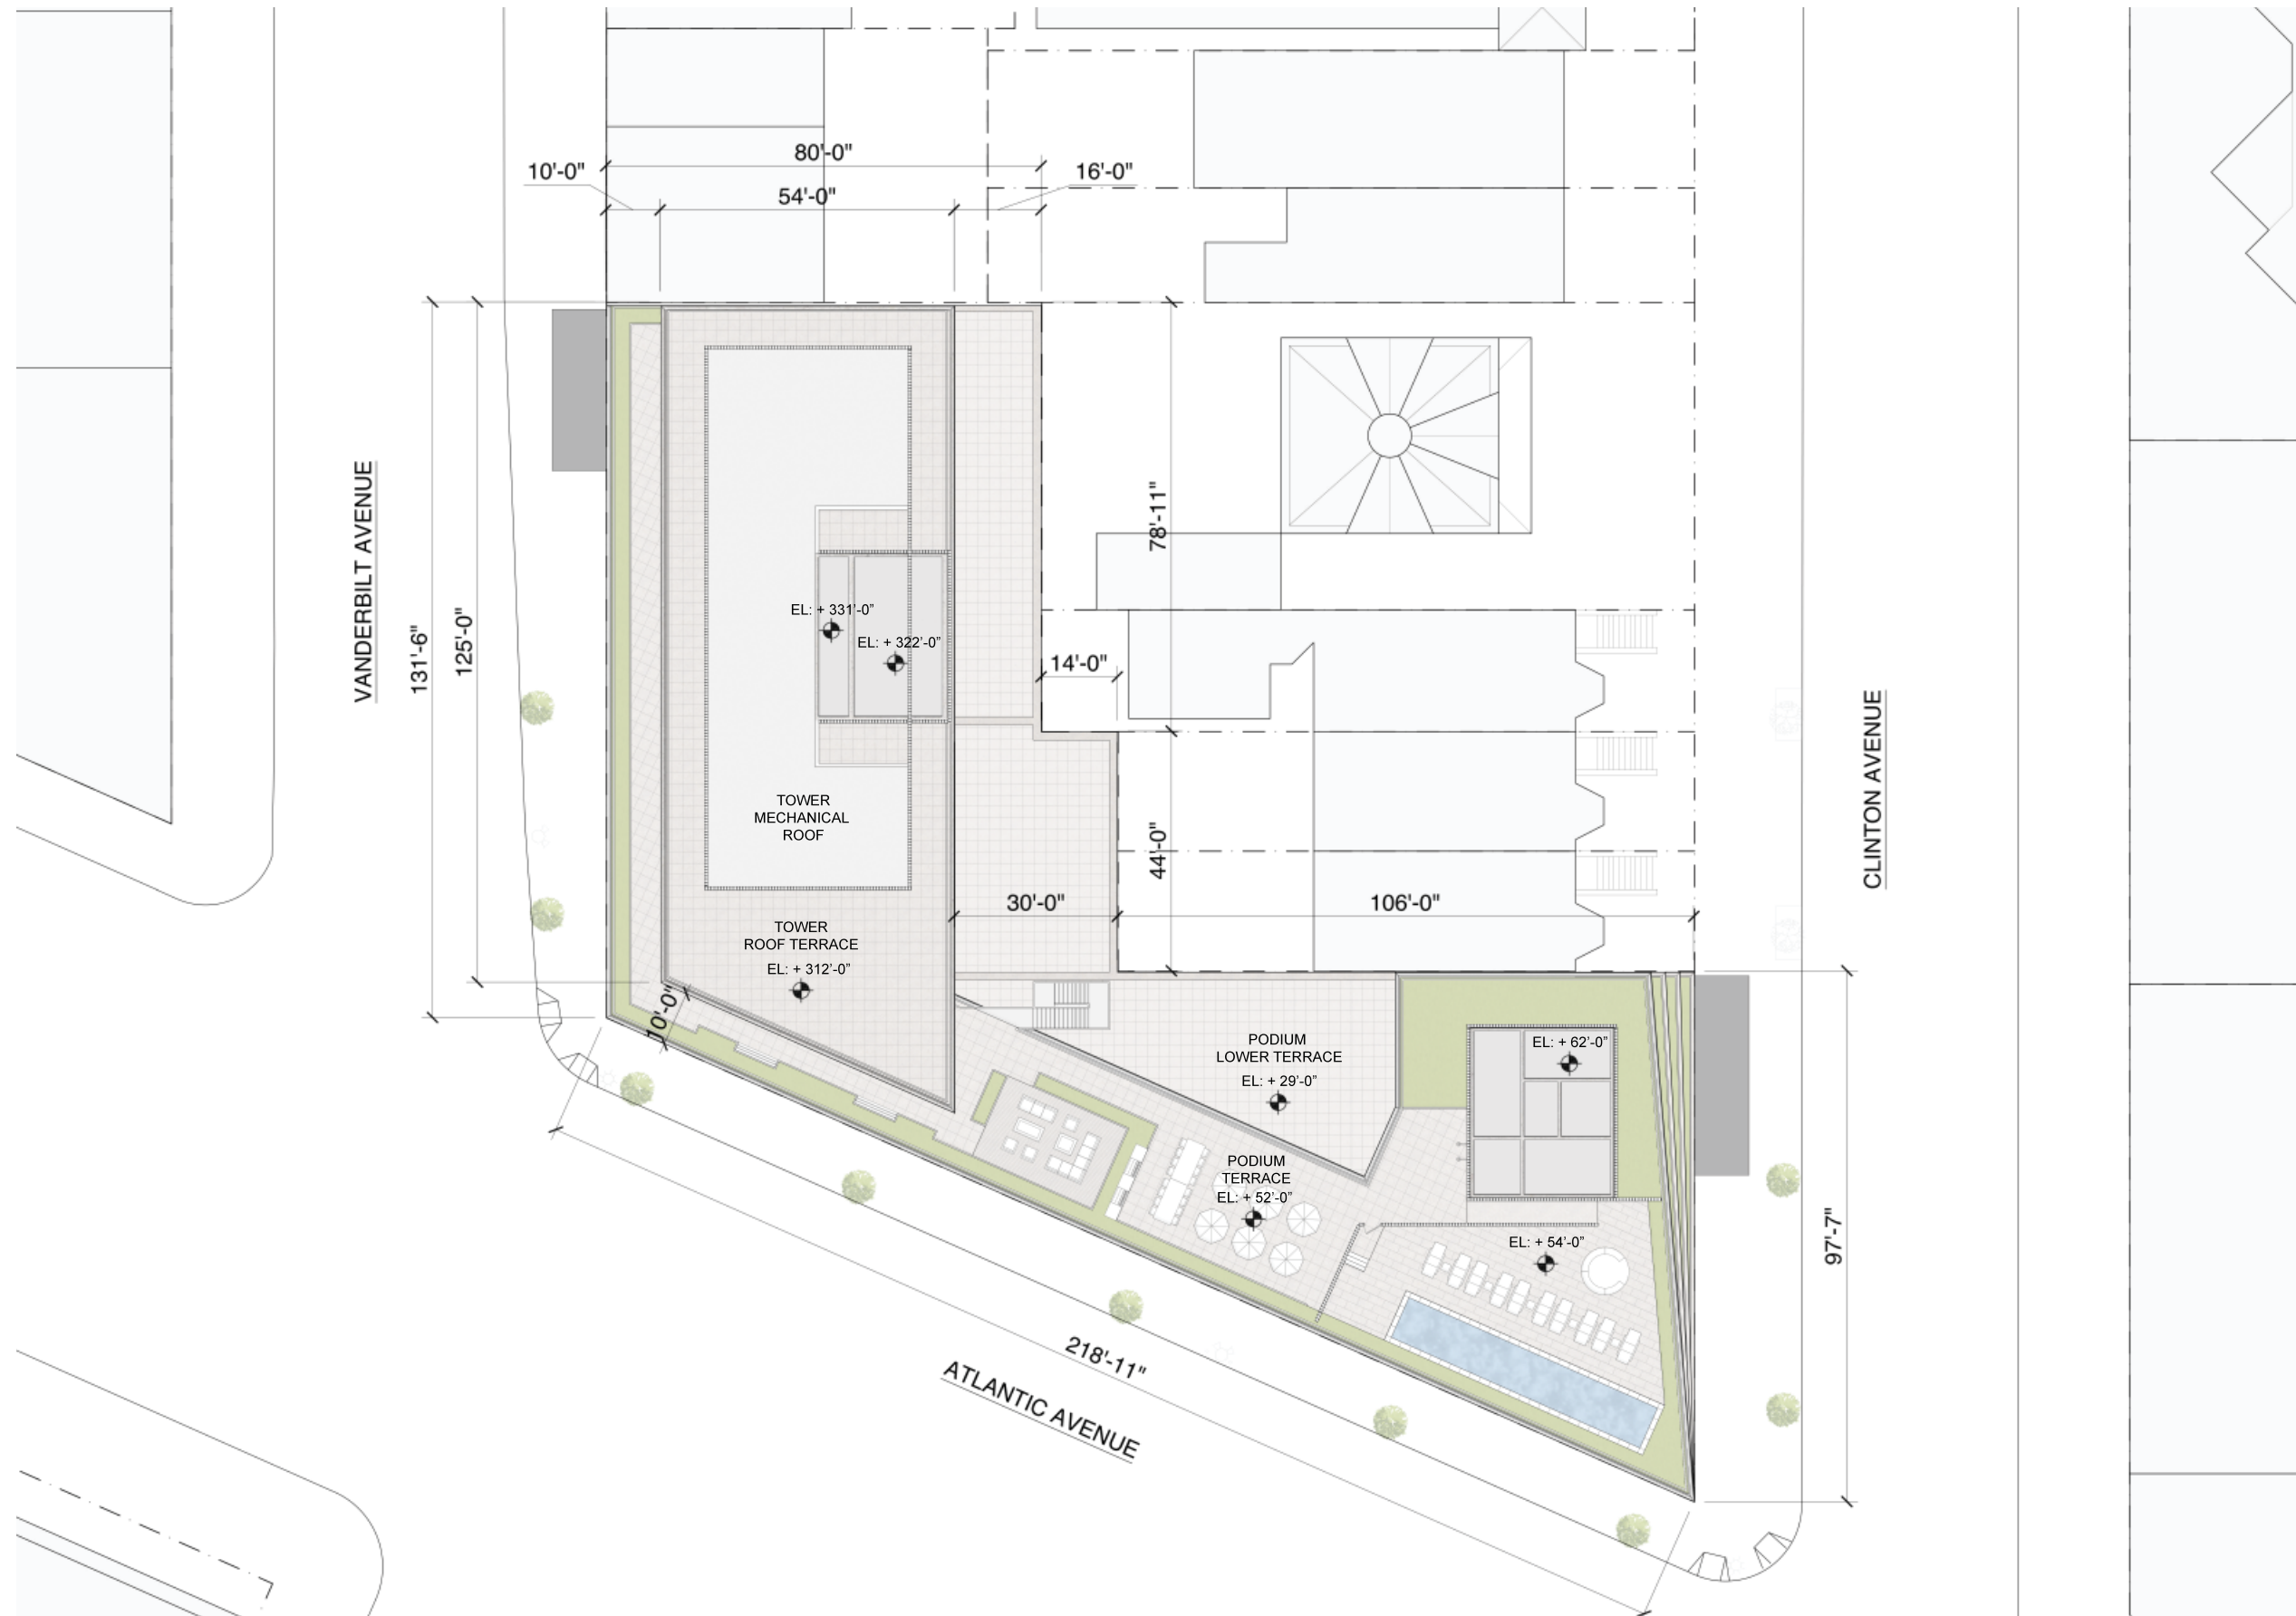 80'-0"
10'-0"
16'-0"
54'-0"
VANDERBILT AVENUE
131'-6"
125'-0"
78'-11"
EL: + 331'-0”
EL: + 322'-0”
14'-0"
CLINTON AVENUE
TOWER
MECHANICAL
ROOF
44'-0"
30'-0"
106'-0"
TOWER
ROOF TERRACE
EL: + 312'-0”
10'-0"
PODIUM
LOWER TERRACE
EL: + 29'-0”
EL: + 62'-0”
PODIUM
TERRACE
EL: + 52'-0”
EL: + 54'-0”
97'-7"
218'-11"
ATLANTIC AVENUE